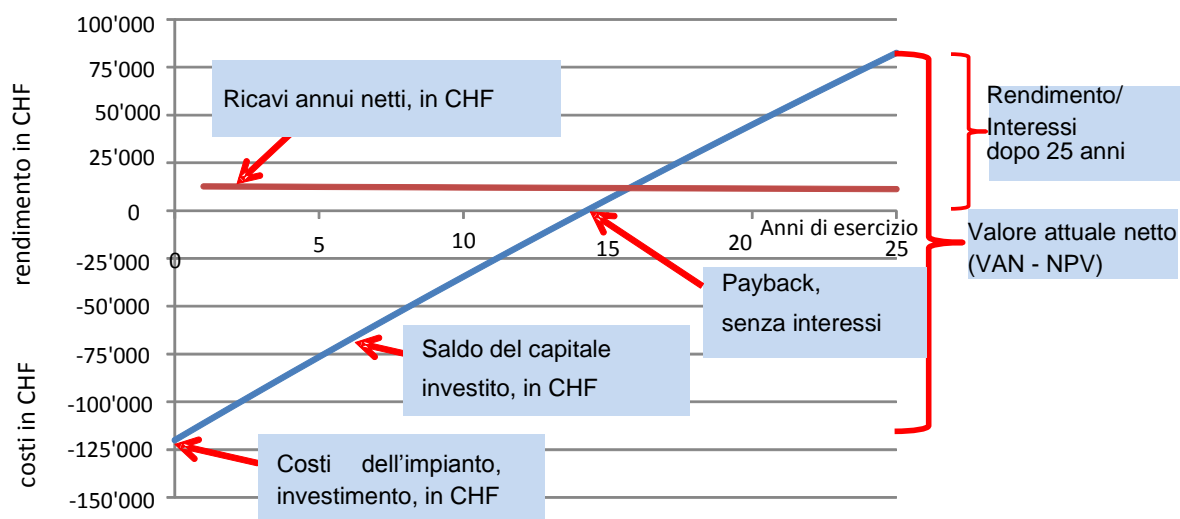 100'000
75'000
50'000
25'000
0
-25'000
-50'000
-75'000
-100'000
-125'000
-150'000
rendimento in CHF
costi in CHF
0
5
10
15
20
25
Anni di esercizio
Ricavi annui netti, in CHF
Rendimento/
Interessi
dopo 25 anni
Valore attuale netto
(VAN - NPV)
Payback,
senza interessi
Saldo del capitale
investito, in CHF
Costi dell'impianto,
investimento, in CHF